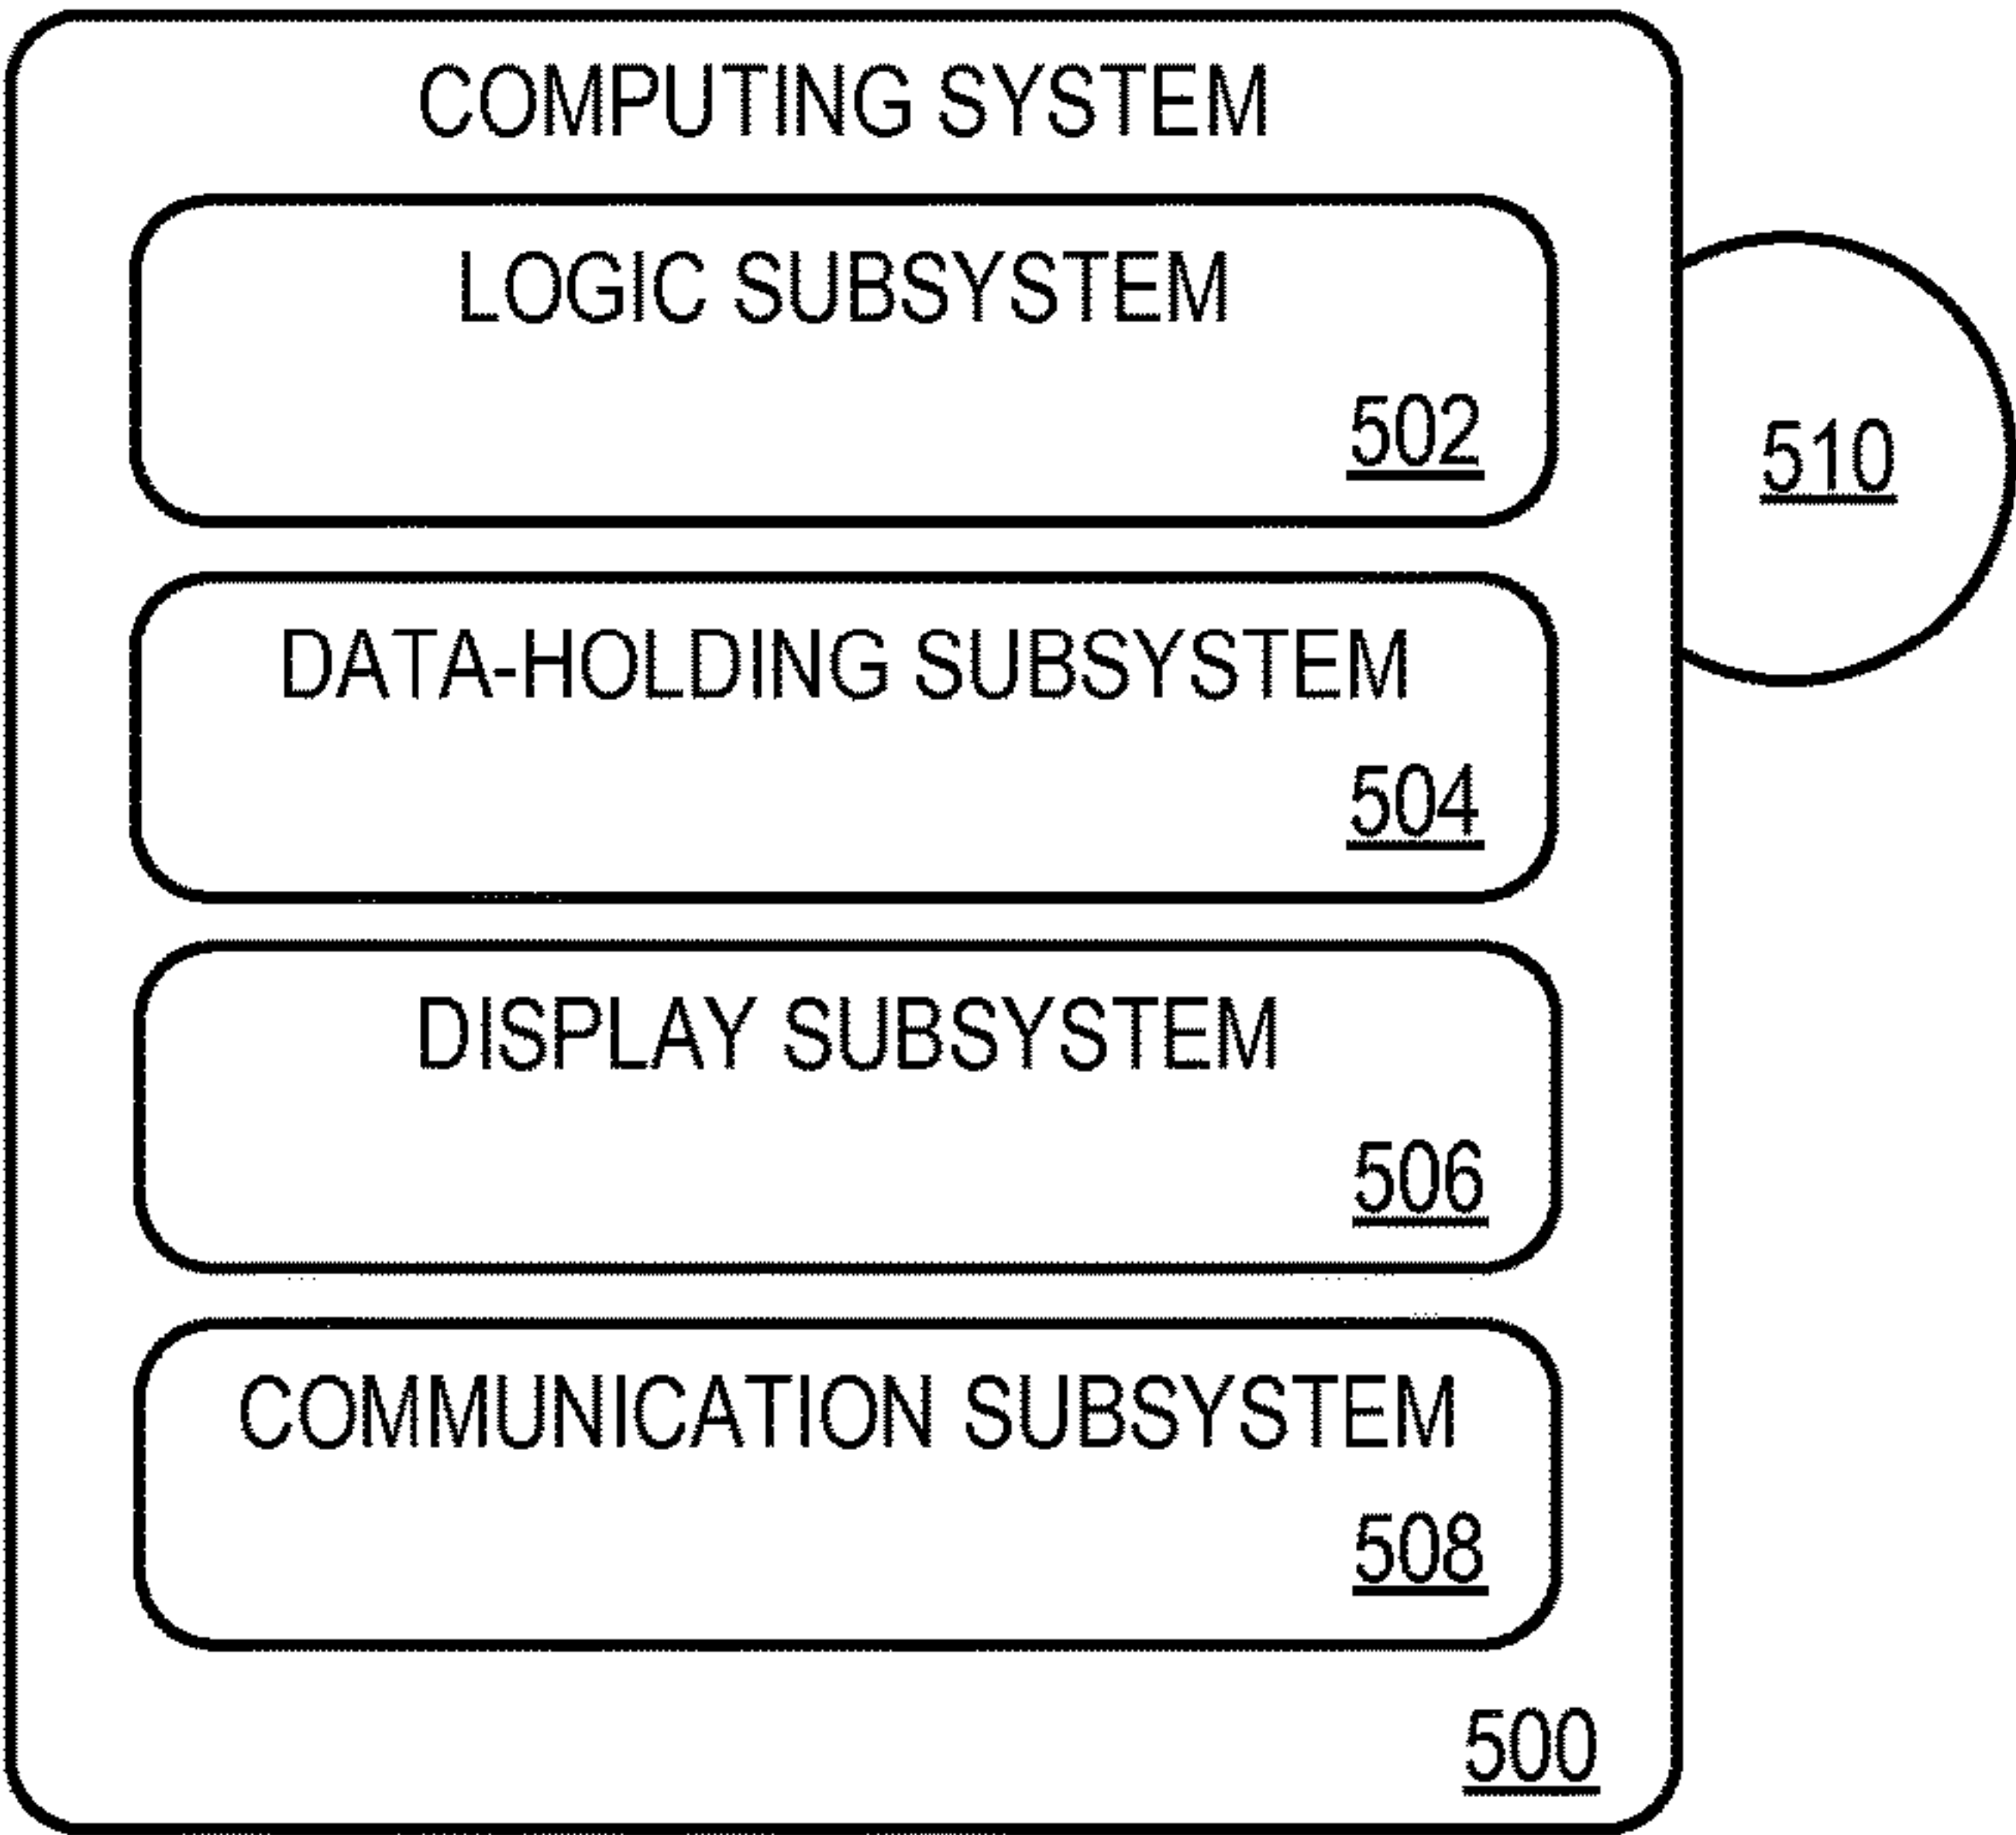 COMPUTING SYSTEM
LOGIC SUBSYSTEM
502
510
DATA-HOLDING SUBSYSTEM
504
DISPLAY SUBSYSTEM
506
COMMUNICATION SUBSYSTEM
508
500